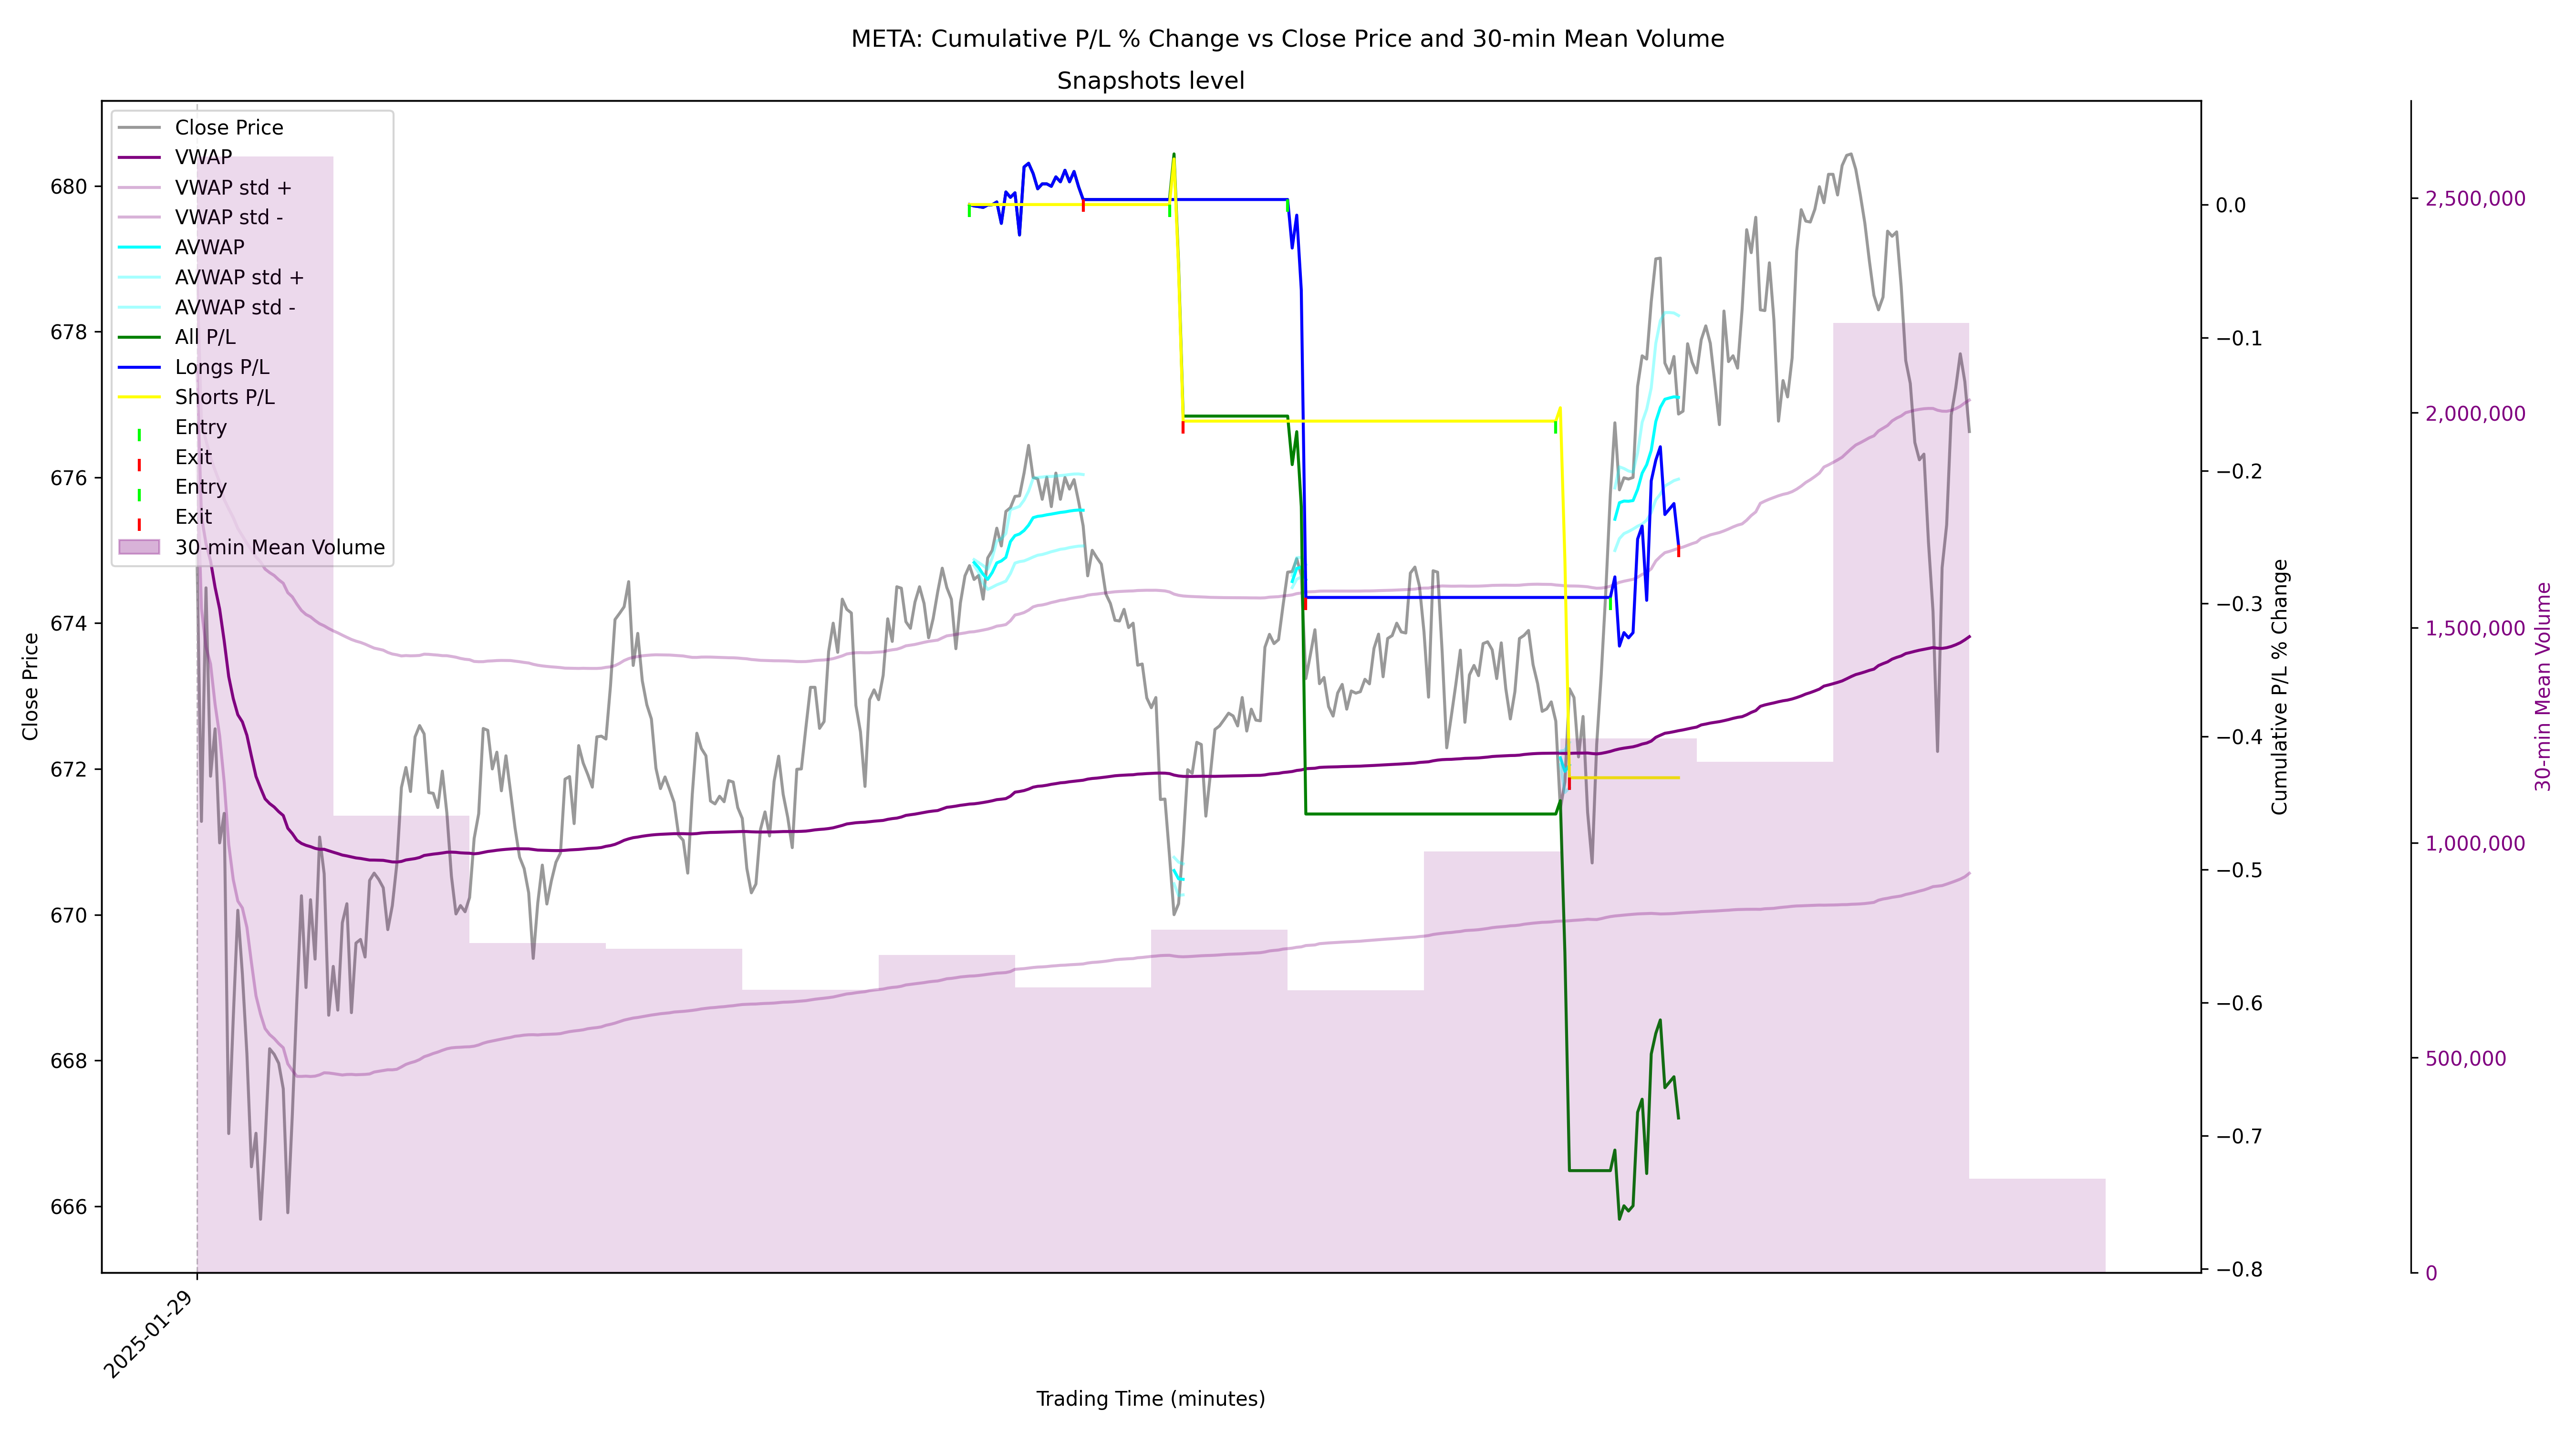 META: Cumulative P/L % Change vs Close Price and 30-min Mean Volume
Snapshots level
Close Price
VWAP
VWAP std +
VWAP std -
AVWAP
AVWAP std +
AVWAP std -
All P/L
Longs P/L
Shorts P/L
Entry
Exit
Entry
Exit
30-min Mean Volume
Close Price
680
678
676
674
672
670
668
666
0.0
−0.1
−0.2
−0.3
−0.4
−0.5
−0.6
−0.7
−0.8
Cumulative P/L % Change
2,500,000
2,000,000
1,500,000
1,000,000
500,000
0
30-min Mean Volume
2025-01-29
Trading Time (minutes)